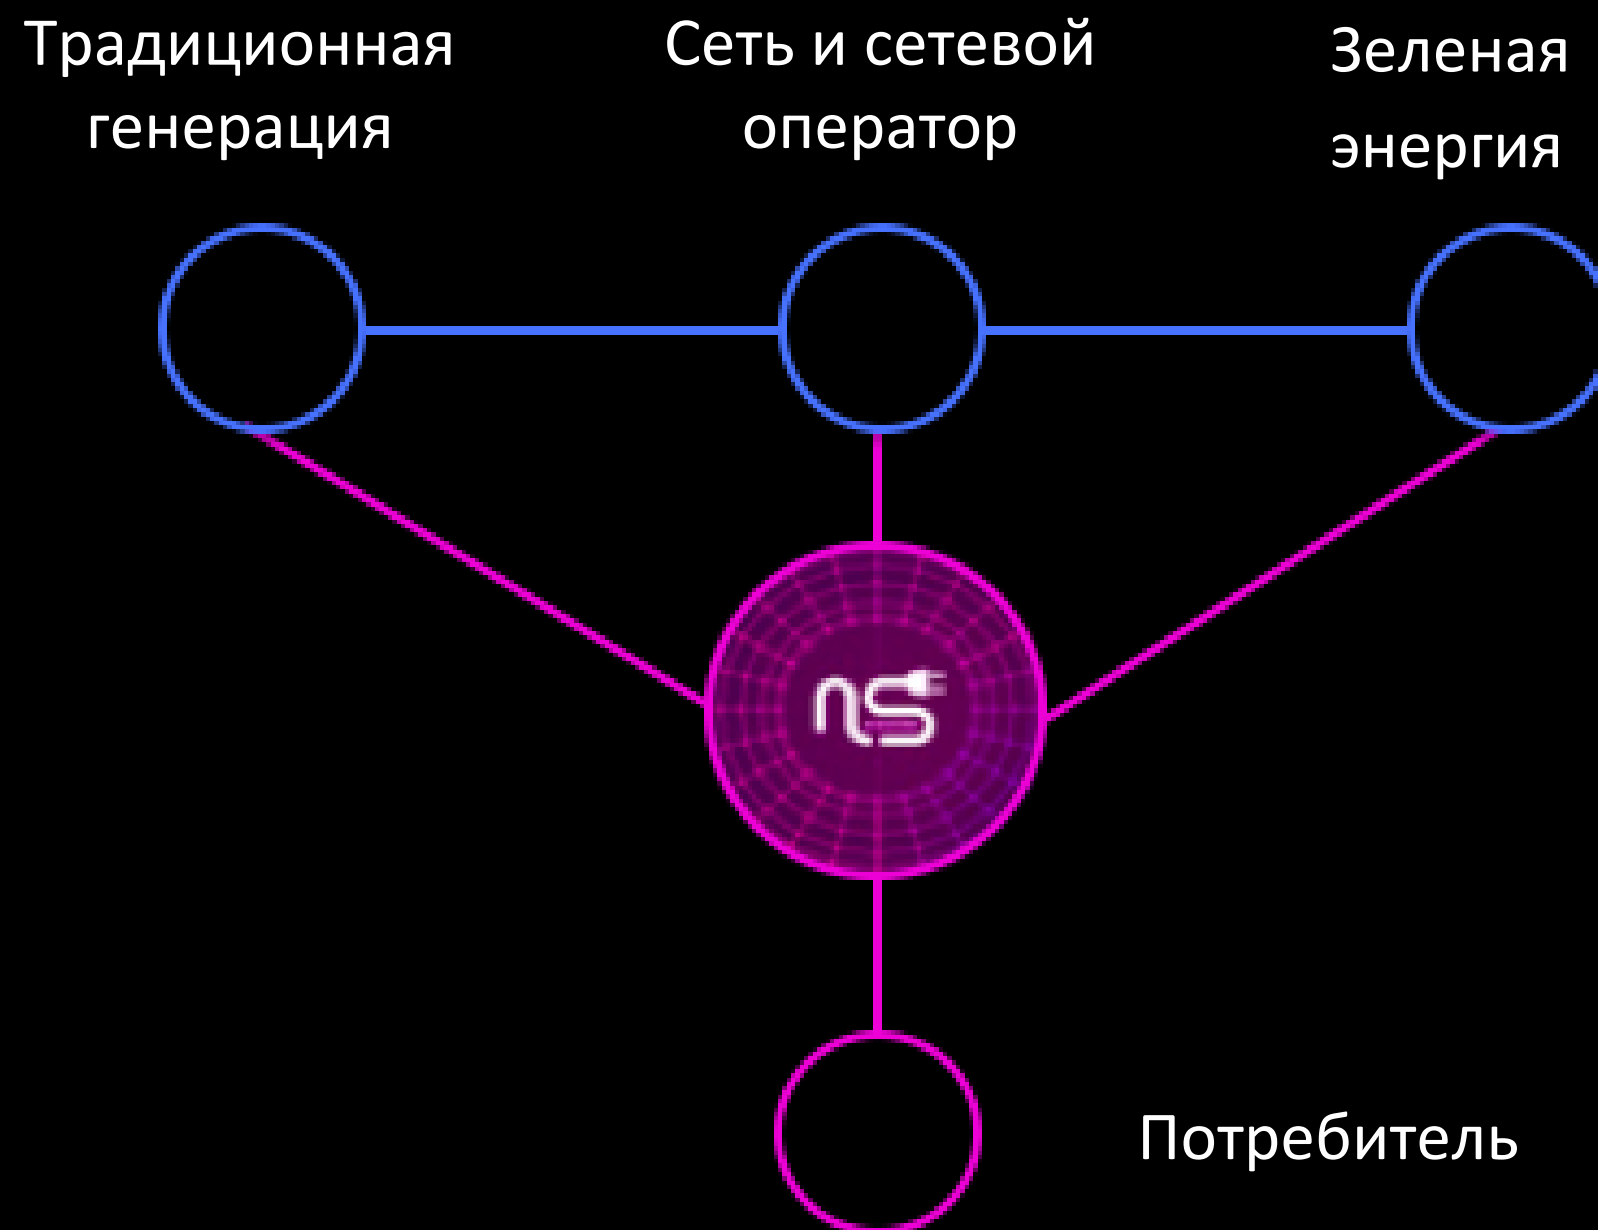 Традиционная
генерация
Сеть и сетевой
оператор
Зеленая
энергия
ns
Потребитель